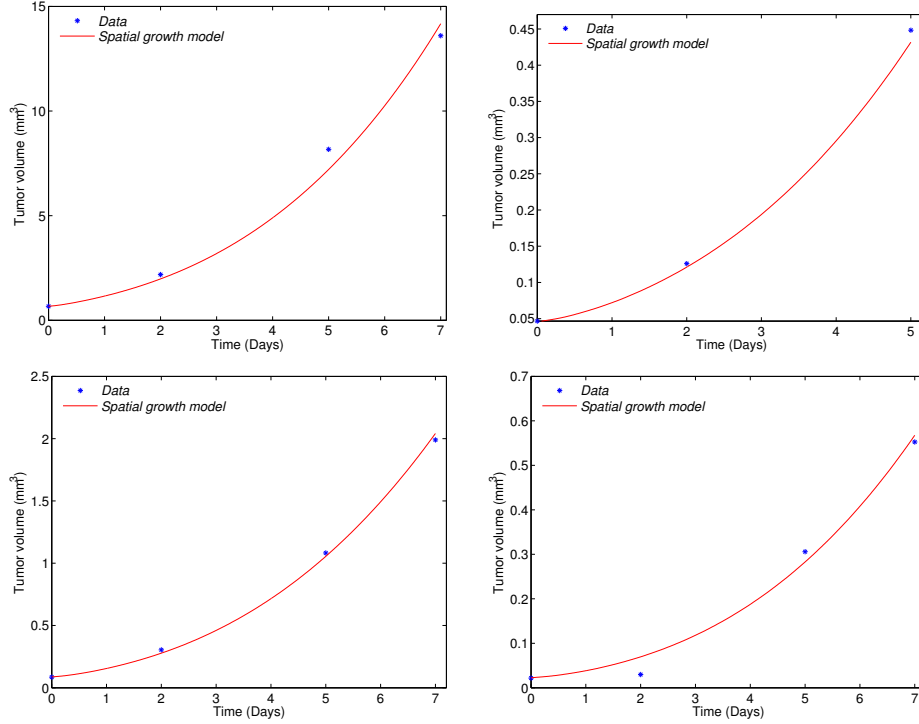 15
10
5
0
0 1 2 3 4 5 6 7
Tumor volume (mm3)
Time (Days)
Data
Spatial growth model
0.45
0.4
0.35
0.3
0.25
0.2
0.15
0.1
0.05
0 1 2 3 4 5
Tumor volume (mm3)
Time (Days)
Data
Spatial growth model
2.5
2
1.5
1
0.5
0
0 1 2 3 4 5 6 7
Tumor volume (mm3)
Time (Days)
Data
Spatial growth model
0.7
0.6
0.5
0.4
0.3
0.2
0.1
0
0 1 2 3 4 5 6 7
Tumor volume (mm3)
Time (Days)
Data
Spatial growth model